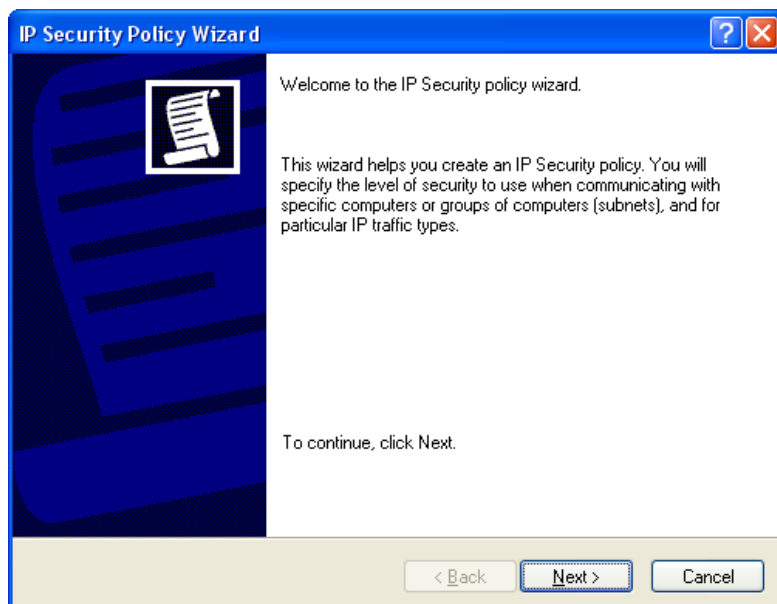 IP Security Policy Wizard
Welcome to the IP Security policy wizard.
This wizard helps you create an IP Security policy. You will
specify the level of security to use when communicating with
specific computers or groups of computers (subnets), and for
particular IP traffic types.
To continue, click Next.
< Back
Next >
Cancel